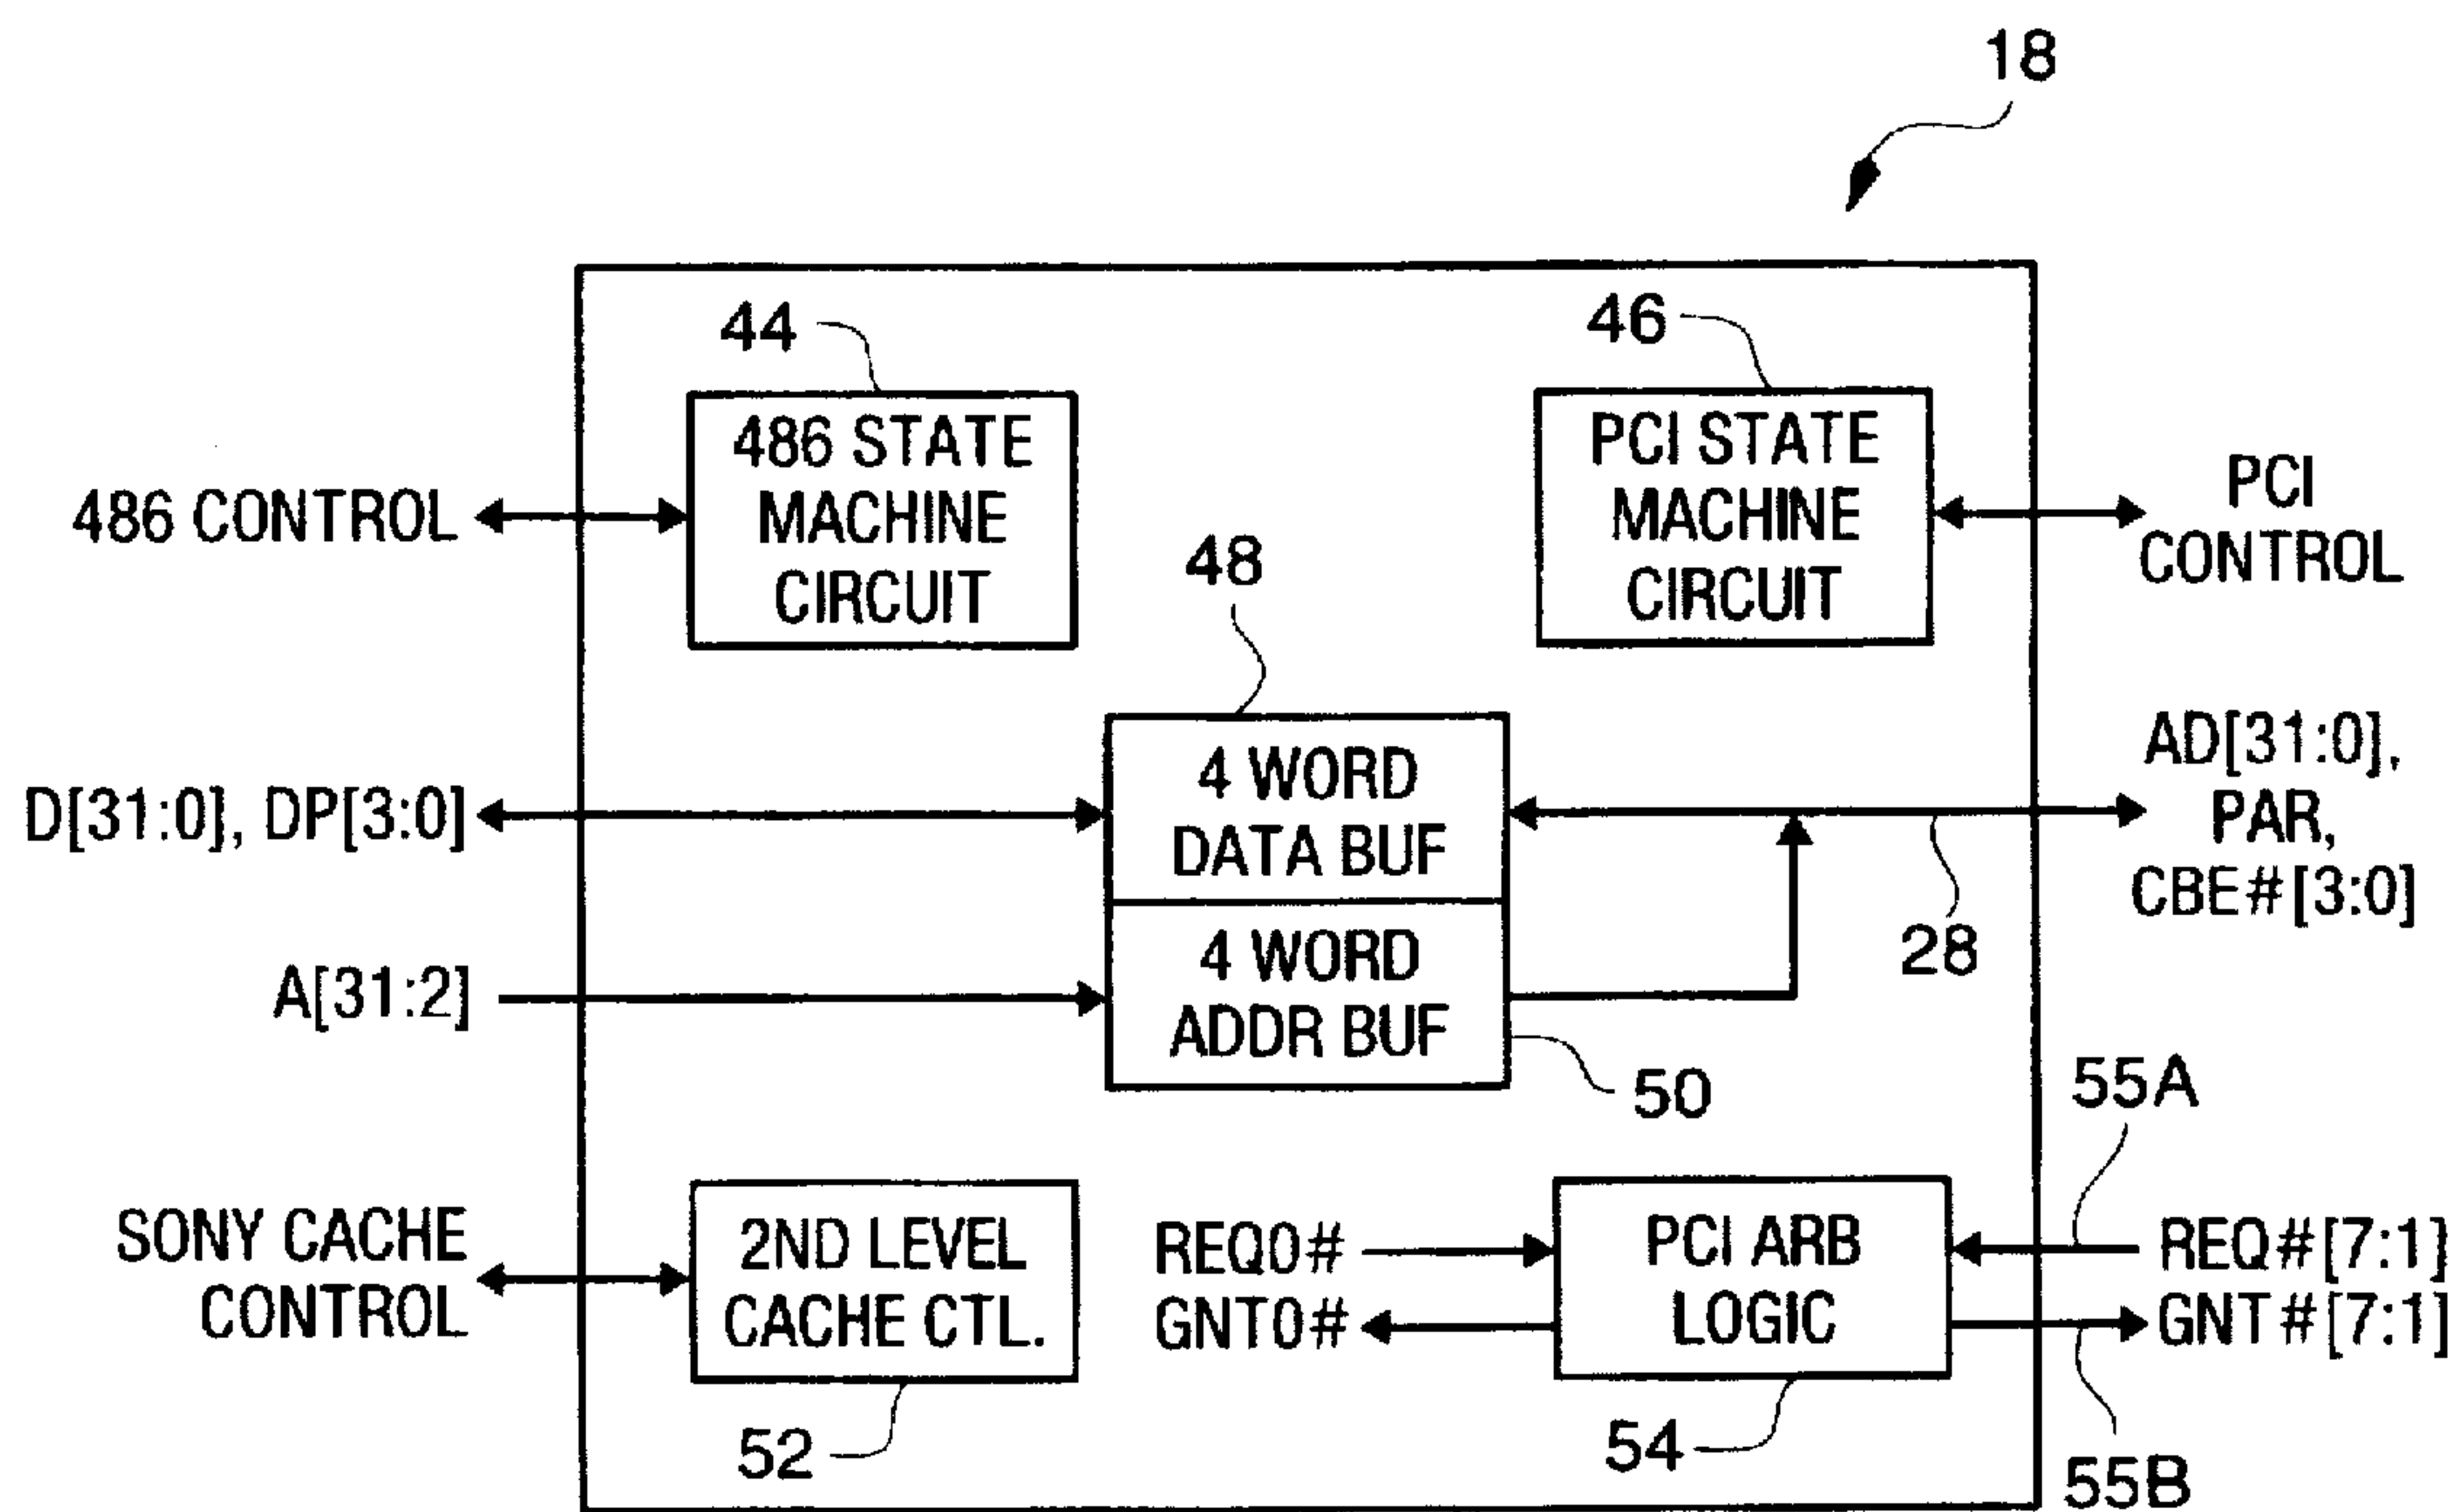 18
44
46
486 STATE
MACHINE
CIRCUIT
PCI STATE
MACHINE
CIRCUIT
486 CONTROL
PCI
CONTROL
48
4 WORD
DATA BUF
D[31:0], DP[3:0]
AD[31:0],
PAR,
CBE#[3:0]
28
4 WORD
ADDR BUF
A[31:2]
50
55A
SONY CACHE
CONTROL
2ND LEVEL
CACHE CTL.
REQ0#
GNT0#
PCI ARB
LOGIC
REQ#[7:1]
GNT#[7:1]
52
54
55B